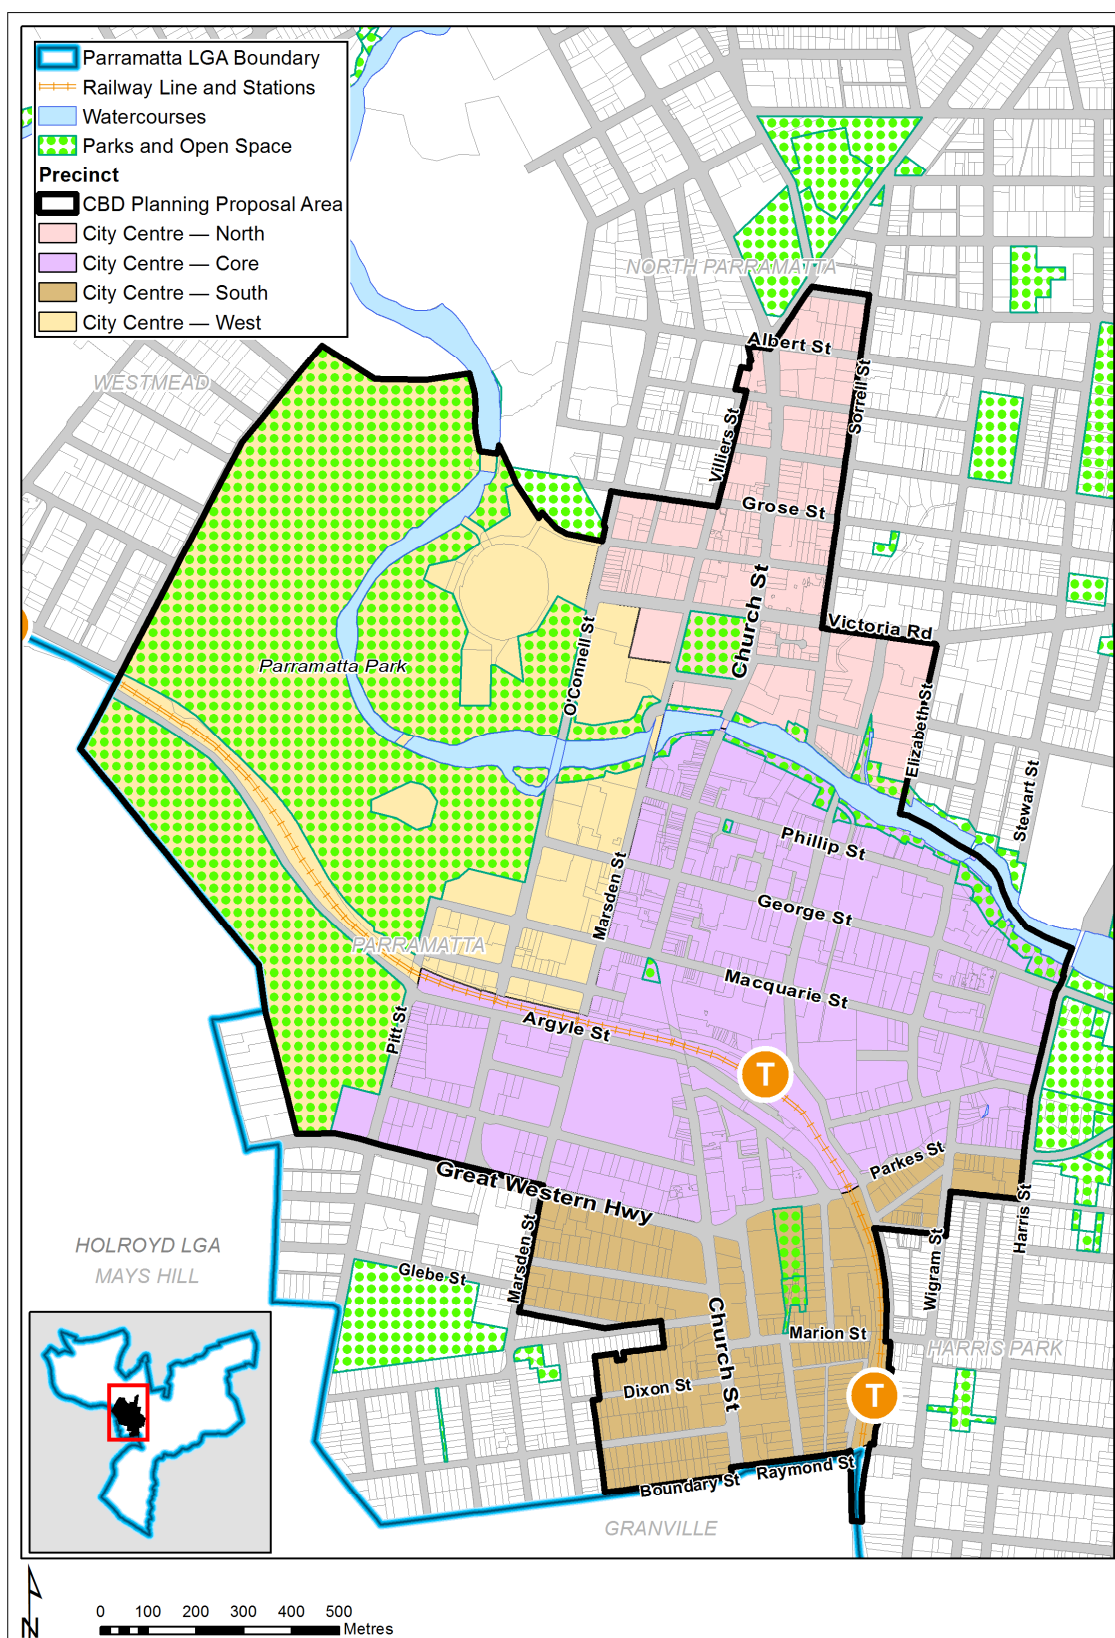 Parramatta LGA Boundary
Railway Line and Stations
Watercourses
Parks and Open Space
Precinct
CBD Planning Proposal Area
City Centre — North
City Centre — Core
City Centre — South
City Centre — West
NORTH PARRAMATTA
Albert St
WESTMEAD
Sorrell St
Villiers St
Grose St
Church St
Victoria Rd
O'Connell St
Parramatta Park
Elizabeth St
Stewart St
Phillip St
Marsden St
George St
PARRAMATTA
Macquarie St
Pitt St
Argyle St
T
Parkes St
Great Western Hwy
Harris St
Marsden St
Wigram St
HOLROYD LGA
MAYS HILL
Glebe St
Church St
Marion St
HARRIS PARK
Dixon St
T
Raymond St
Boundary St
GRANVILLE
N
0 100 200 300 400 500
Metres